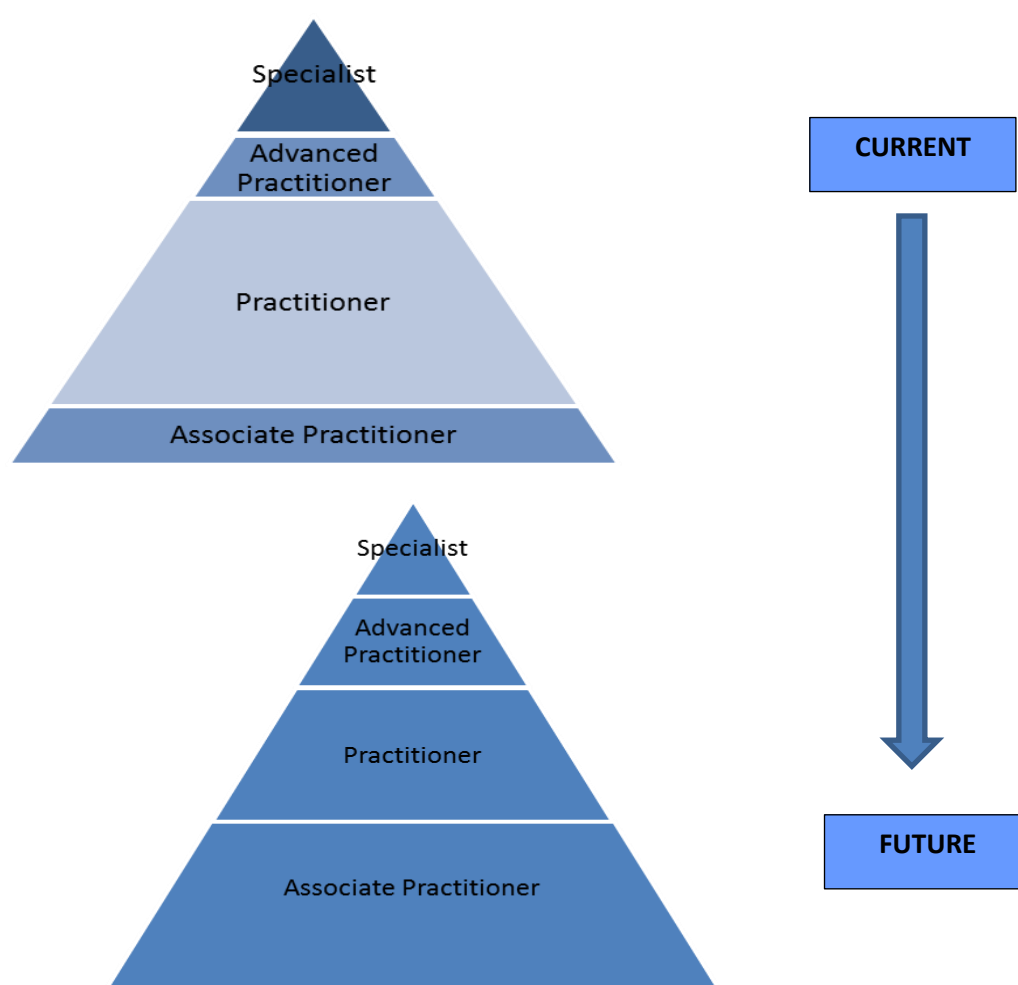 Specialist
Advanced
Practitioner
Practitioner
Associate Practitioner
CURRENT
Specialist
Advanced
Practitioner
Practitioner
Associate Practitioner
FUTURE